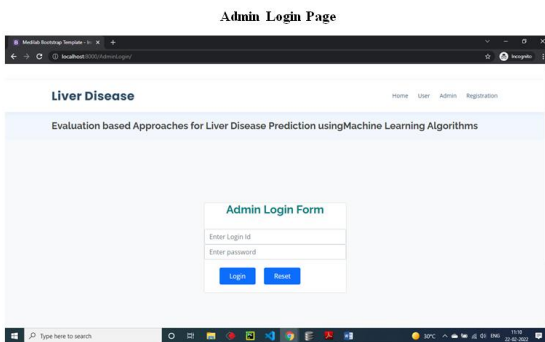 Admin Login Page
Medilab Bootstrap Template - In
localhost:8000/AdminLogin/
Incognito
Liver Disease
Home User Admin Registration
Evaluation based Approaches for Liver Disease Prediction usingMachine Learning Algorithms
Admin Login Form
Enter Login Id
Enter password
Login Reset
Type here to search
30°C ENG 11:10
22-02-2022